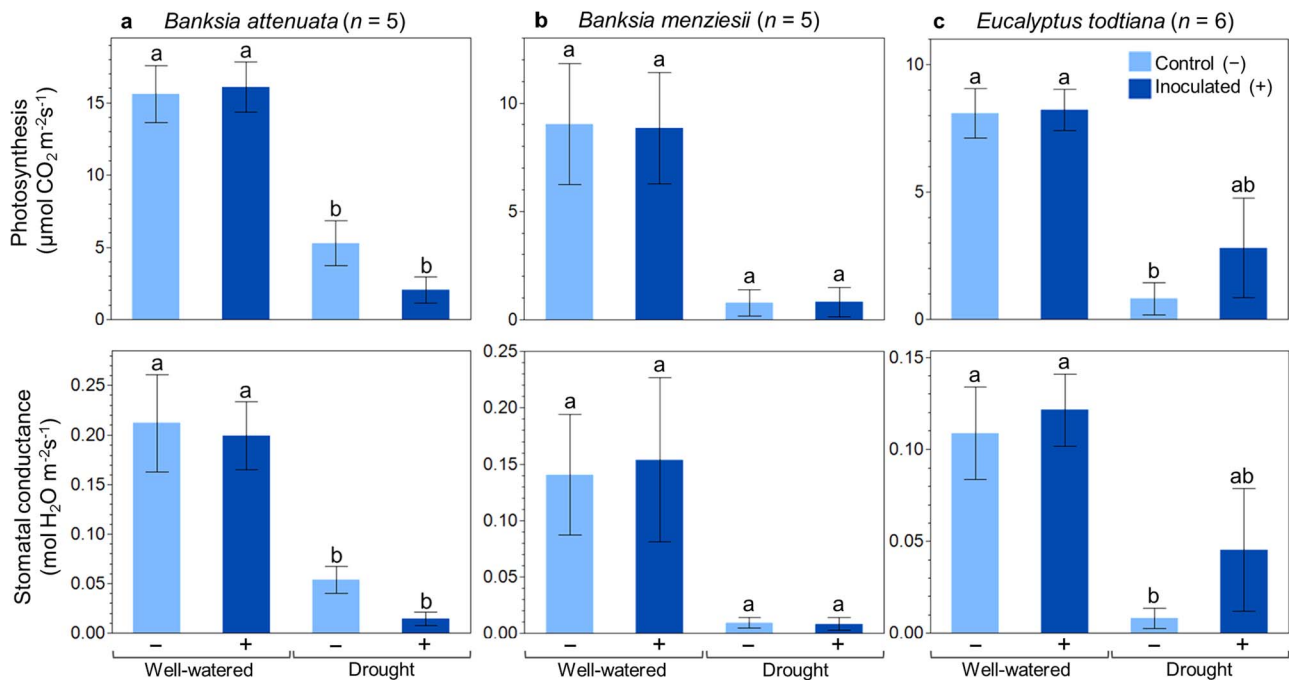 a Banksia attenuata (n = 5)
b Banksia menziesii (n = 5)
c Eucalyptus todtiana (n = 6)
Photosynthesis
(µmol CO₂ m⁻²s⁻¹)
15
10
5
0
a
a
b
b
10
5
0
a
a
a
a
10
5
0
a
a
b
ab
Control (−)
Inoculated (+)
Stomatal conductance
(mol H₂O m⁻²s⁻¹)
0.25
0.20
0.15
0.10
0.05
0.00
a
a
b
b
0.25
0.20
0.15
0.10
0.05
0.00
a
a
a
a
0.15
0.10
0.05
0.00
a
a
b
ab
− + − +
Well-watered Drought
− + − +
Well-watered Drought
− + − +
Well-watered Drought